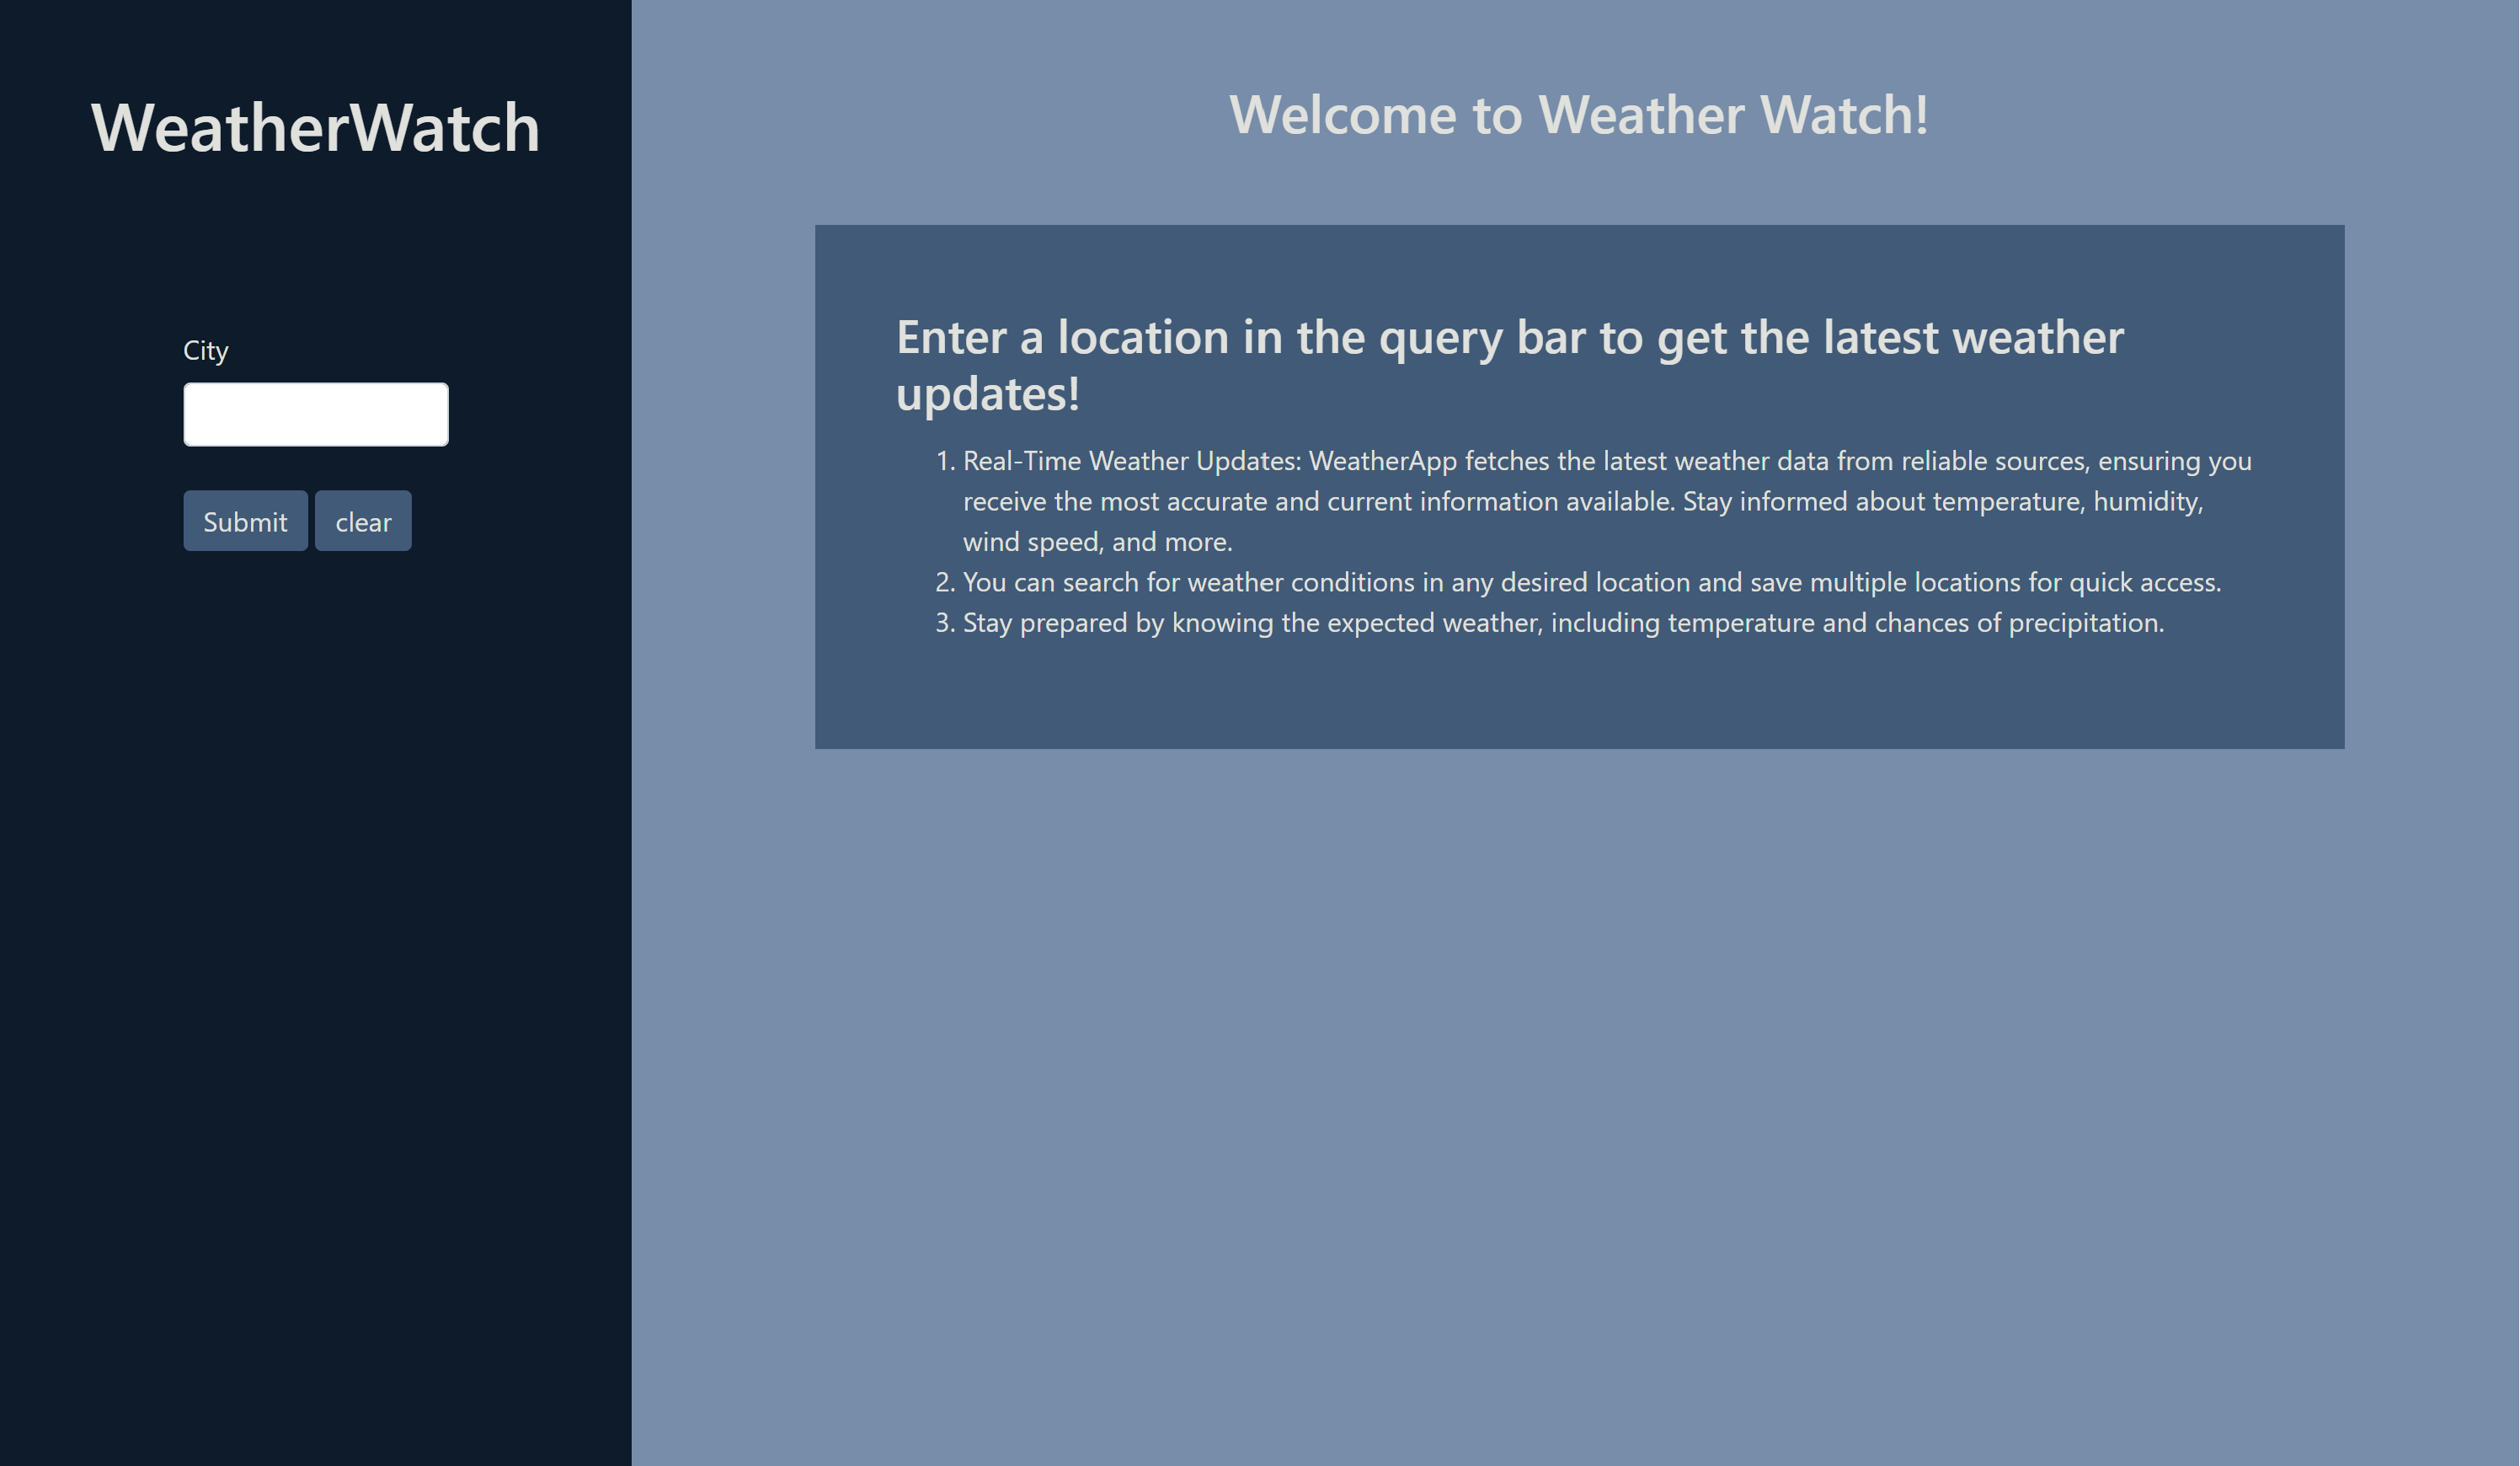 WeatherWatch
City
Submit clear
Welcome to Weather Watch!
Enter a location in the query bar to get the latest weather
updates!
1. Real-Time Weather Updates: WeatherApp fetches the latest weather data from reliable sources, ensuring you
receive the most accurate and current information available. Stay informed about temperature, humidity,
wind speed, and more.
2. You can search for weather conditions in any desired location and save multiple locations for quick access.
3. Stay prepared by knowing the expected weather, including temperature and chances of precipitation.